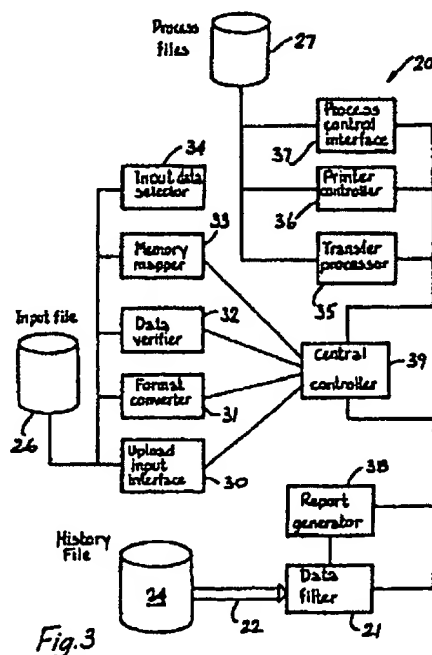 Process
files
27
20
Process
control
interface
37
34
Input data
selector
Printer
controller
36
33
Memory
mapper
Transfer
processor
35
Input file
26
32
Data
verifier
Central
controller
39
Format
converter
31
Upload
input
interface
30
38
Report
generator
History
File
24
22
Data
filter
21
Fig.3